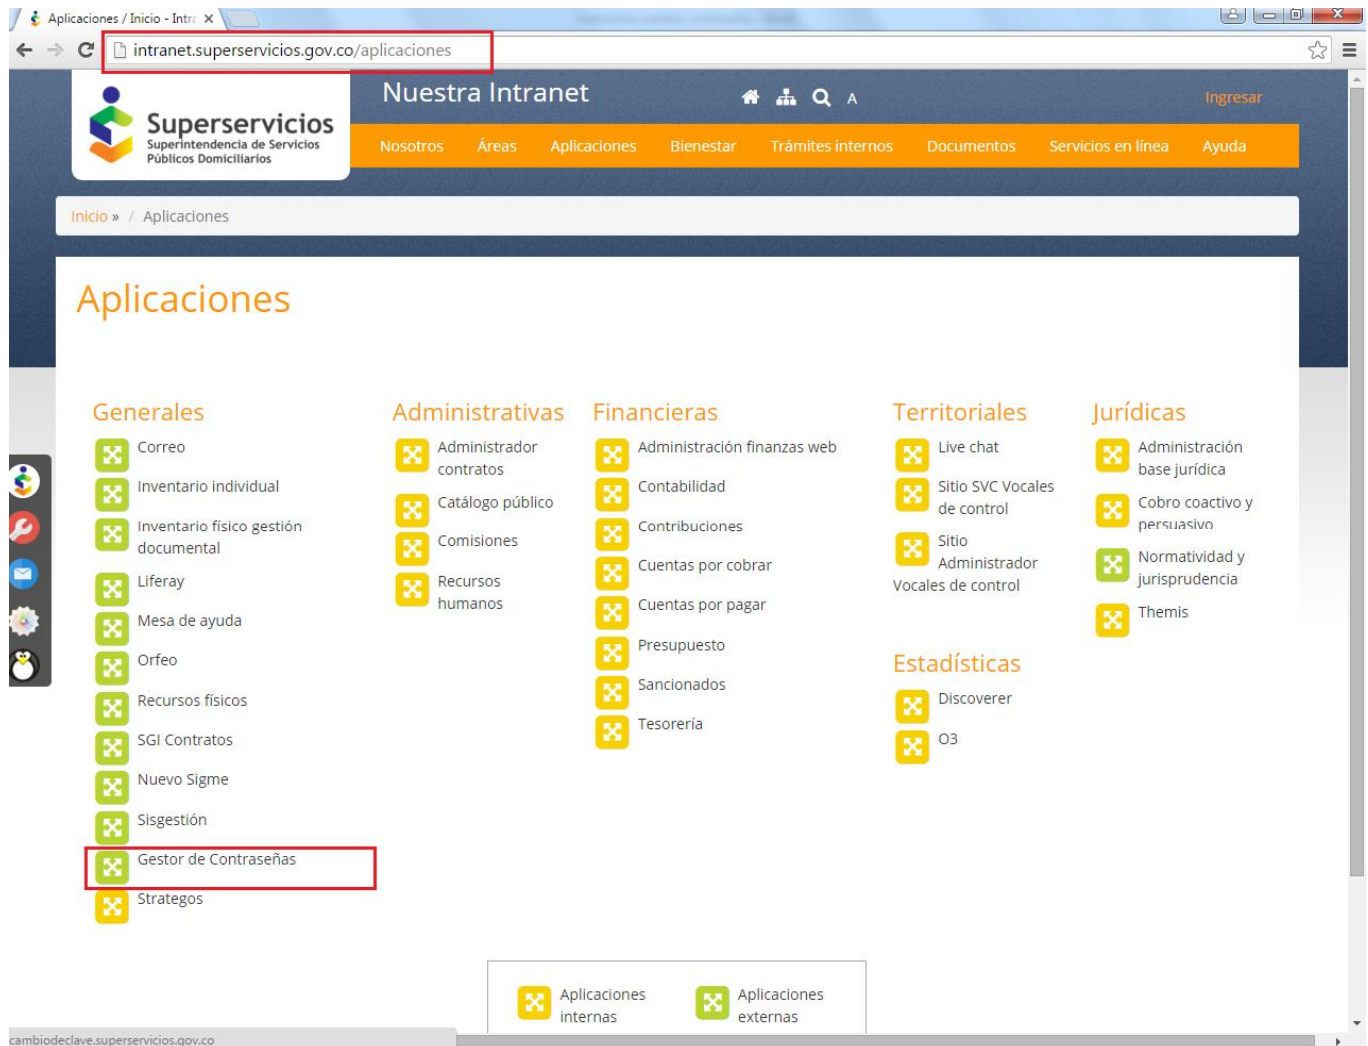 Aplicaciones / Inicio - Intr
intranet.superservicios.gov.co/aplicaciones
Superservicios
Superintendencia de Servicios
Públicos Domiciliarios
Nuestra Intranet
A
Ingresar
Nosotros Áreas Aplicaciones Bienestar Trámites internos Documentos Servicios en línea Ayuda
Inicio » / Aplicaciones
Aplicaciones
Generales
Correo
Inventario individual
Inventario físico gestión
documental
Liferay
Mesa de ayuda
Orfeo
Recursos físicos
SGI Contratos
Nuevo Sigme
Sisgestión
Gestor de Contraseñas
Strategos
Administrativas
Administrador
contratos
Catálogo público
Comisiones
Recursos
humanos
Financieras
Administración finanzas web
Contabilidad
Contribuciones
Cuentas por cobrar
Cuentas por pagar
Presupuesto
Sancionados
Tesorería
Territoriales
Live chat
Sitio SVC Vocales
de control
Sitio
Administrador
Vocales de control
Estadísticas
Discoverer
O3
Jurídicas
Administración
base jurídica
Cobro coactivo y
persuasivo
Normatividad y
jurisprudencia
Themis
Aplicaciones
internas
Aplicaciones
externas
cambiodeclave.superservicios.gov.co